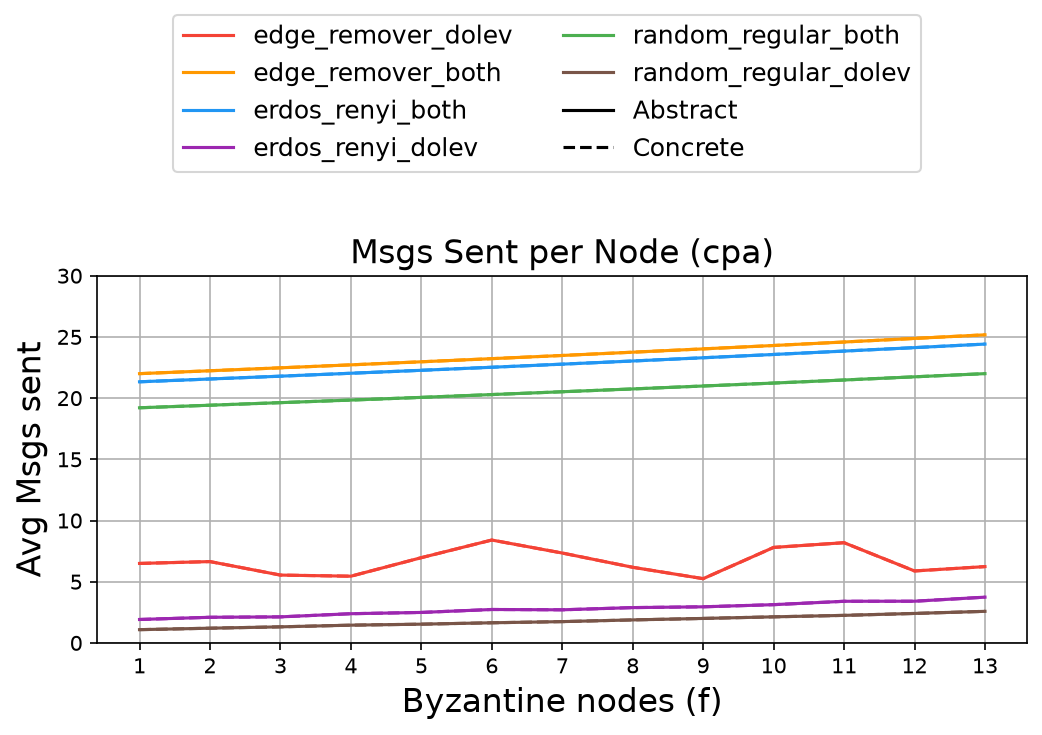 edge_remover_dolev
edge_remover_both
erdos_renyi_both
erdos_renyi_dolev
random_regular_both
random_regular_dolev
Abstract
Concrete
Msgs Sent per Node (cpa)
30
25
20
15
10
5
0
Avg Msgs sent
1 2 3 4 5 6 7 8 9 10 11 12 13
Byzantine nodes (f)